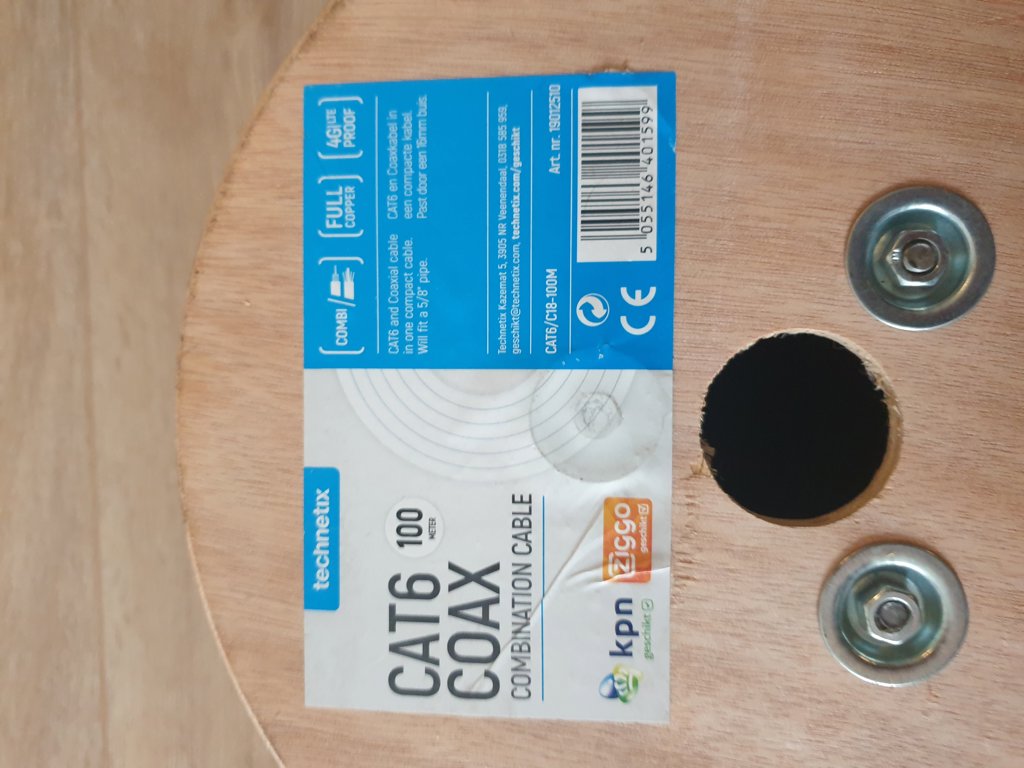 technetix
CAT6
100
METER
COAX
COMBINATION CABLE
kpn
geschikt
ziggo
geschikt
COMBI/
FULL
COPPER
4G/LTE
PROOF
CAT6 and Coaxial cable
in one compact cable.
Will fit a 5/8" pipe.
CAT6 en Coaxkabel in
een compacte kabel.
Past door een 16mm buis.
Technetix Kazemat 5, 3905 NR Veenendaal, 0318 585 959,
geschikt@technetix.com, technetix.com/geschikt
CAT6/C18-100M
Art. nr. 19012510
CE
5 055146 401599